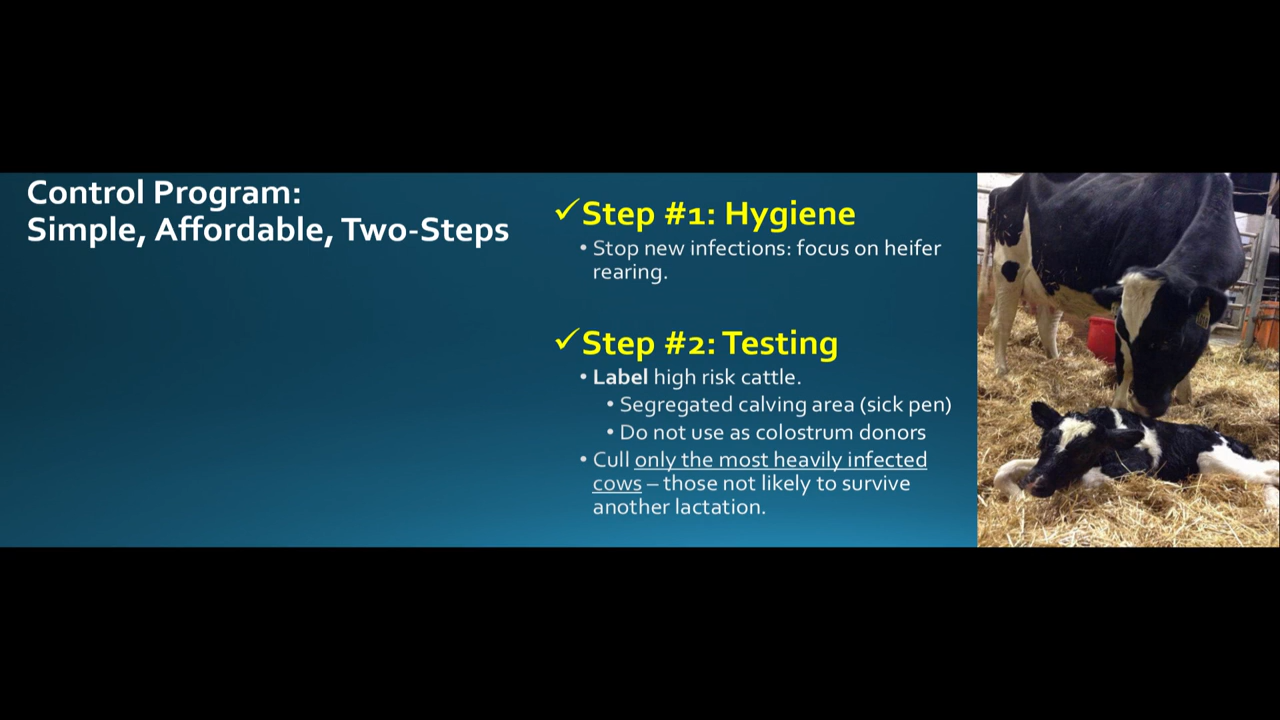 Control Program:
Simple, Affordable, Two-Steps
✓Step #1: Hygiene
• Stop new infections: focus on heifer
rearing.
✓Step #2: Testing
• Label high risk cattle.
• Segregated calving area (sick pen)
• Do not use as colostrum donors
• Cull only the most heavily infected
cows – those not likely to survive
another lactation.